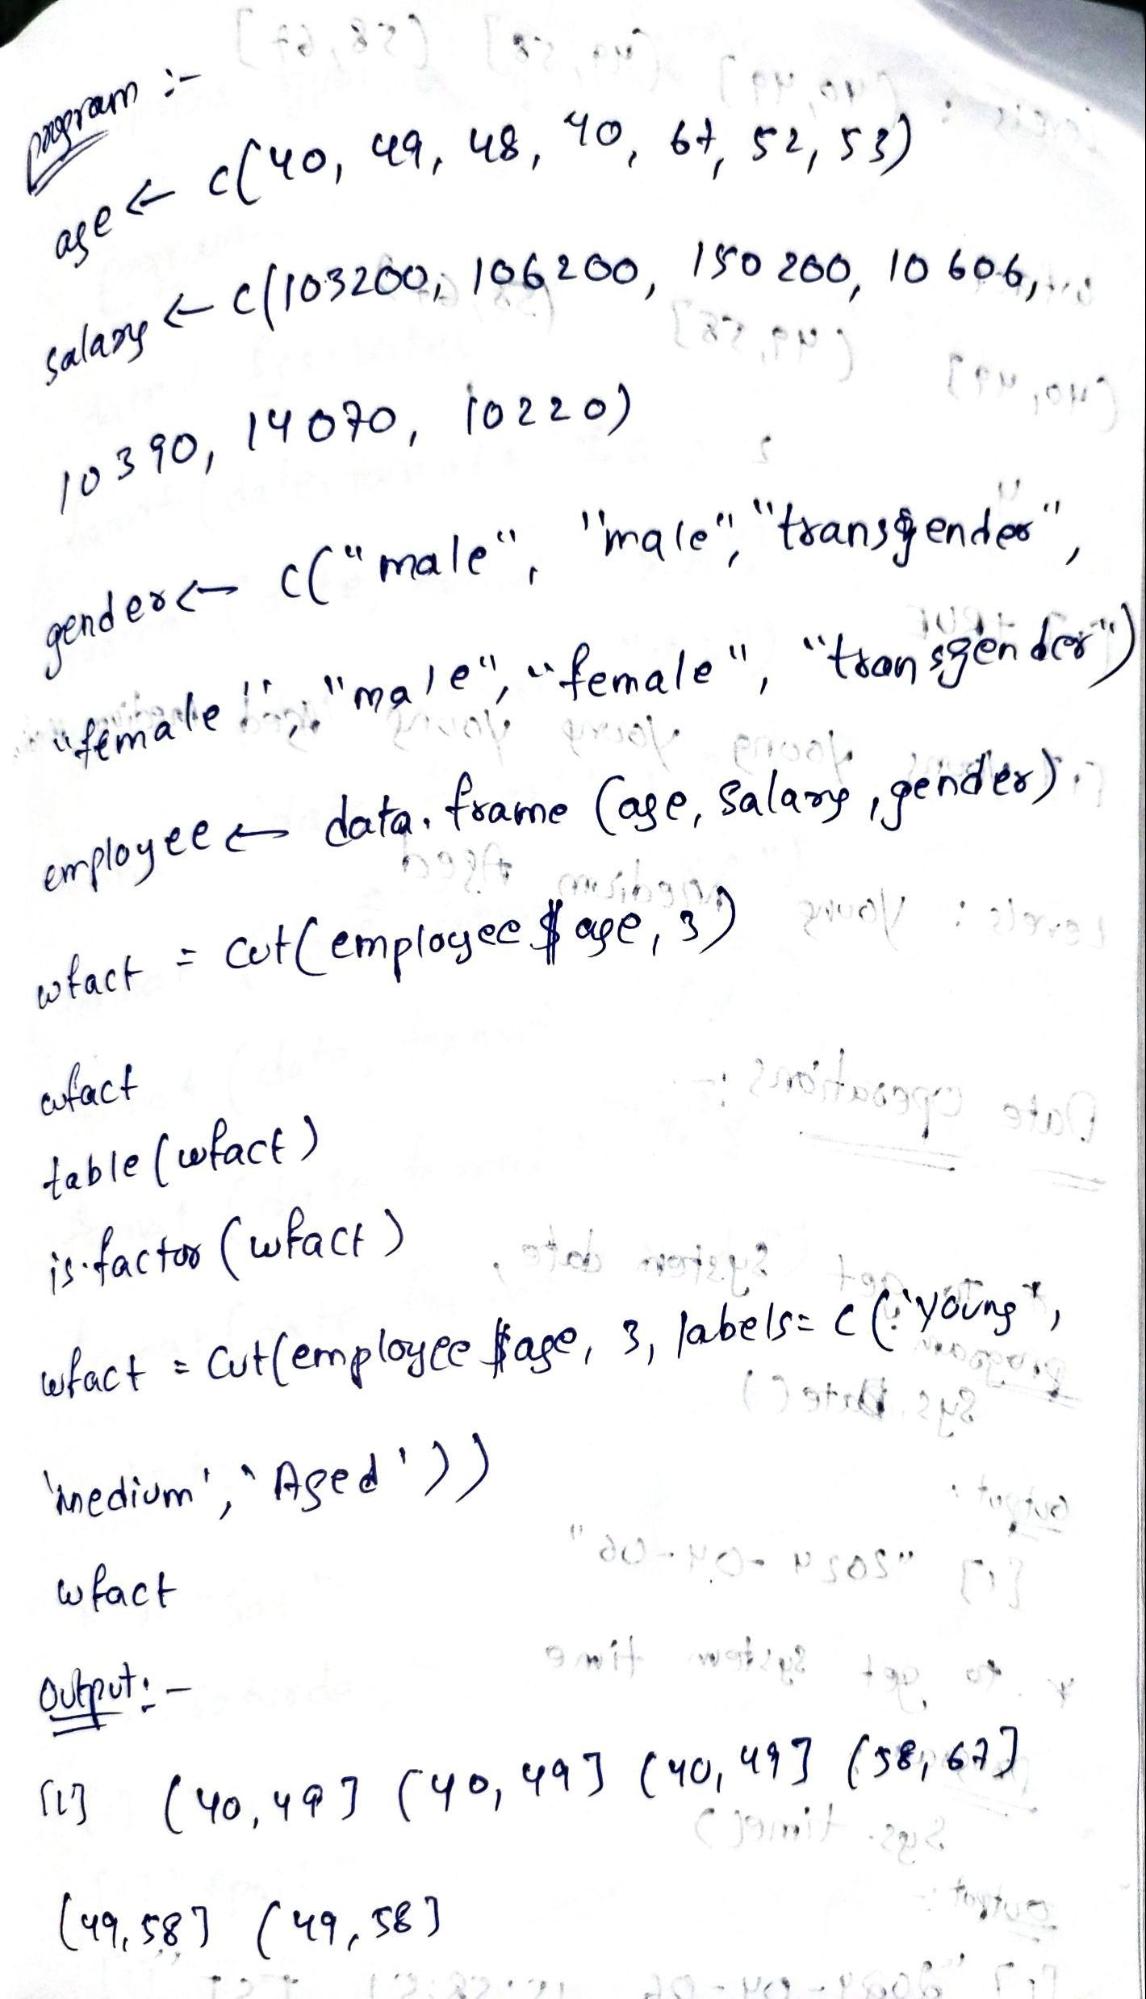 program :-
age <- c(40, 49, 48, 40, 67, 52, 53)
salary <- c(103200, 106200, 150200, 10606,
10390, 14070, 10220)
gender <- c("male", "male", "transgender",
"female", "male", "female", "transgender")
employee <- data.frame (age, salary, gender)
wfact = cut(employee $ age, 3)
wfact
table (wfact)
is.factor (wfact)
wfact = cut(employee $age, 3, labels= c('young',
'medium', 'Aged'))
wfact
output :-
[1] (40,49] (40,49] (40,49] (58,67]
(49,58] (49,58]